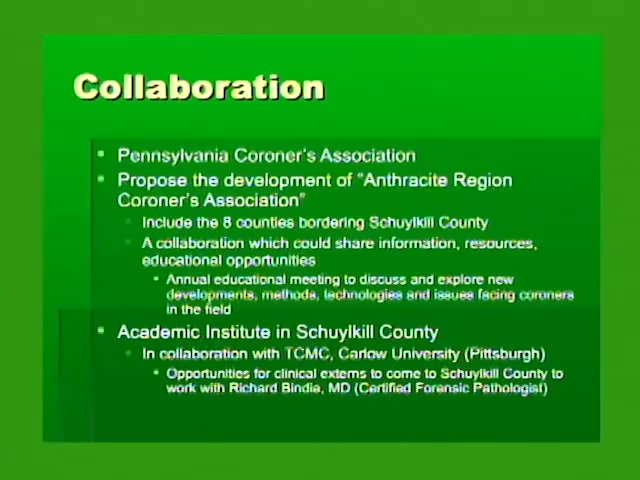 Collaboration
Pennsylvania Coroner's Association
Propose the development of "Anthracite Region
Coroner's Association"
Include the 8 counties bordering Schuylkill County
A collaboration which could share information, resources,
educational opportunities
Annual educational meeting to discuss and explore new
developments, methods, technologies and issues facing coroners
in the field
Academic Institute in Schuylkill County
In collaboration with TCMC, Carlow University (Pittsburgh)
Opportunities for clinical externs to come to Schuylkill County to
work with Richard Bindie, MD (Certified Forensic Pathologist)